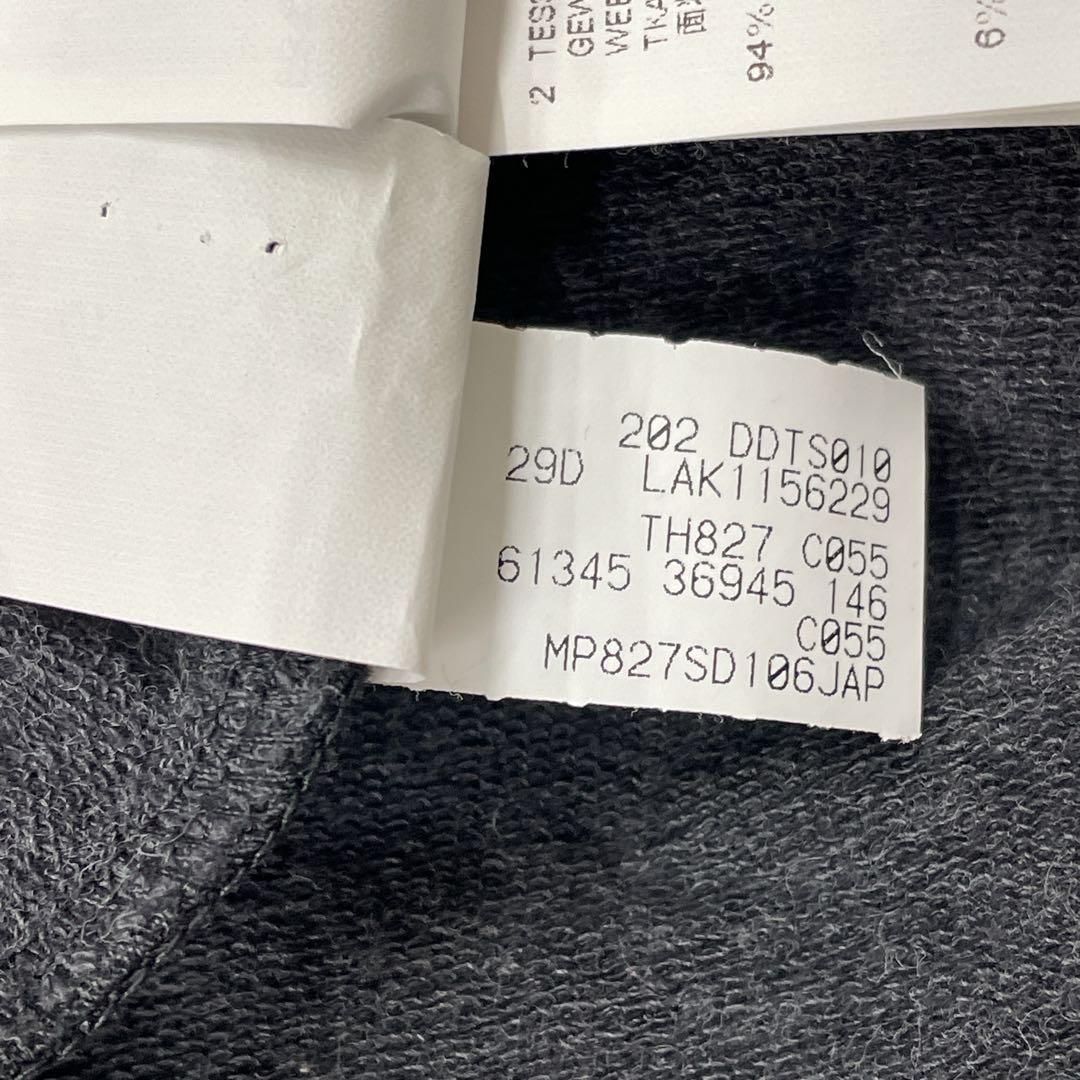 2 TES
GEW
WEE
TKA
94%
6%
202 DDTS010
29D LAK1156229
TH827 C055
61345 36945 146
C055
MP827SD106JAP